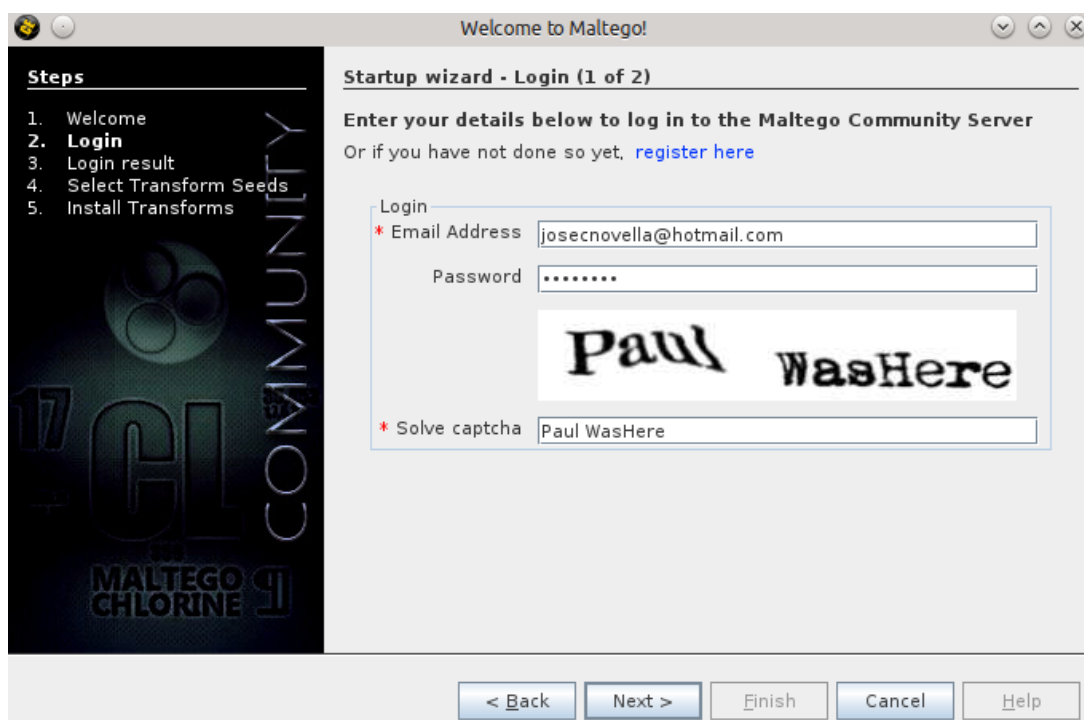 Welcome to Maltego!
Steps
1. Welcome
2. Login
3. Login result
4. Select Transform Seeds
5. Install Transforms
COMMUNITY
17
CL
MALTEGO
CHLORINE
Startup wizard - Login (1 of 2)
Enter your details below to log in to the Maltego Community Server
Or if you have not done so yet, register here
Login
* Email Address josecnovella@hotmail.com
Password ••••••••
Paul WasHere
* Solve captcha Paul WasHere
< Back Next > Finish Cancel Help